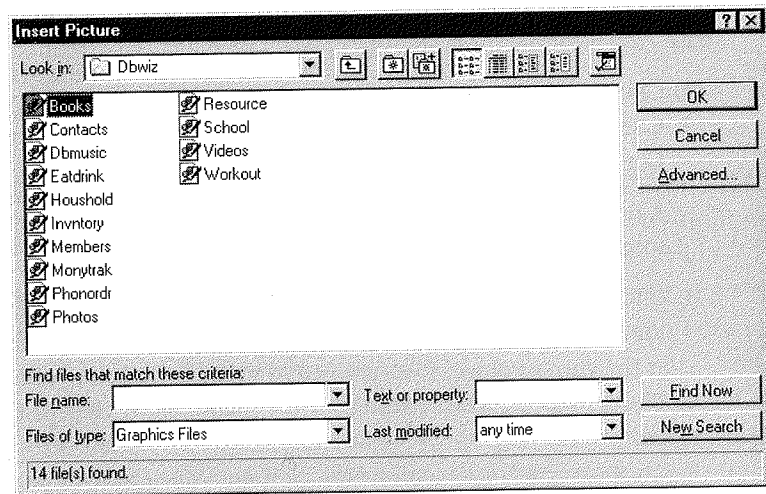 Insert Picture
Look in: Dbwiz
Books
Contacts
Dbmusic
Eatdrink
Houshold
Invntory
Members
Monytrak
Phonordr
Photos
Resource
School
Videos
Workout
OK
Cancel
Advanced...
Find files that match these criteria:
File name:
Text or property:
Find Now
Files of type: Graphics Files
Last modified: any time
New Search
14 file(s) found.